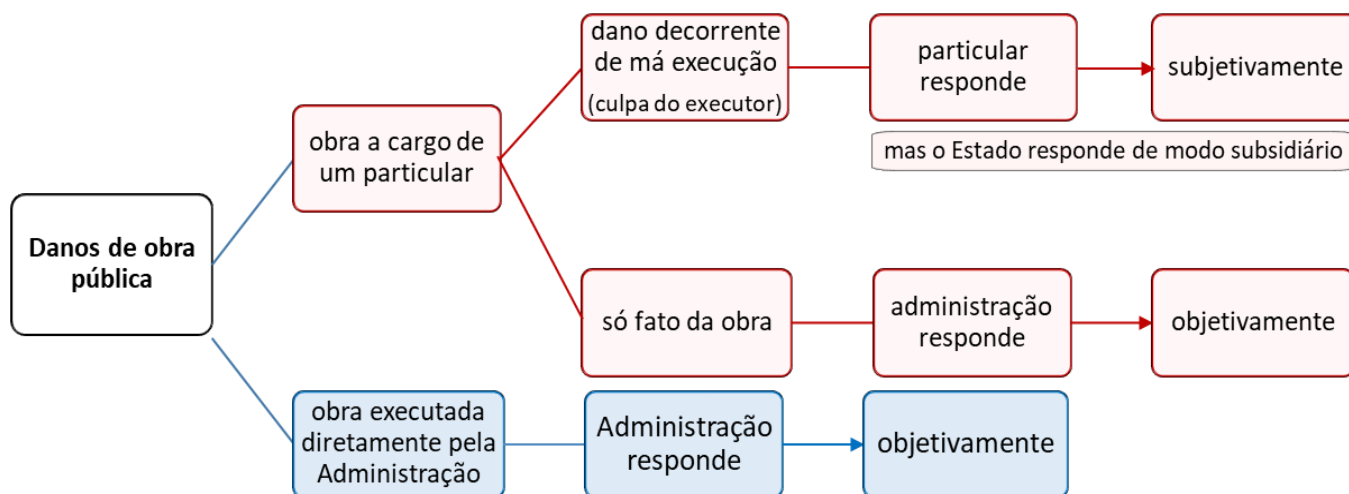 Danos de obra
pública
obra a cargo de
um particular
dano decorrente
de má execução
(culpa do executor)
particular
responde
subjetivamente
mas o Estado responde de modo subsidiário
só fato da obra
administração
responde
objetivamente
obra executada
diretamente pela
Administração
Administração
responde
objetivamente